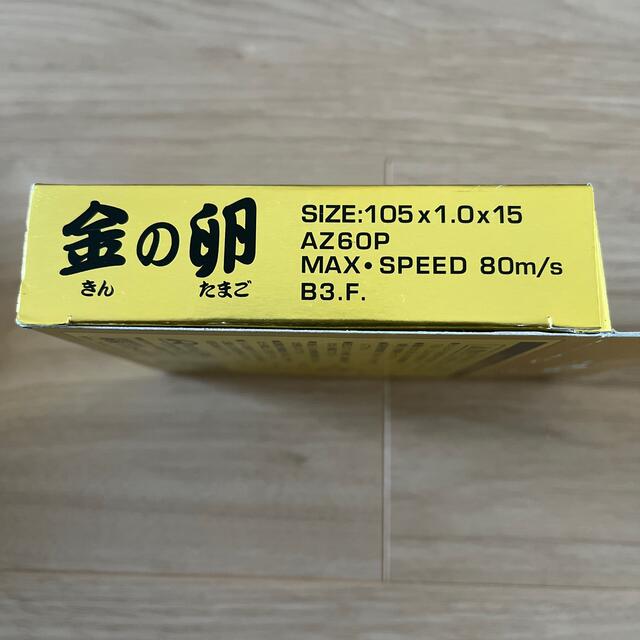 金の卵
きん たまご
SIZE:105x1.0x15
AZ60P
MAX・SPEED 80m/s
B3.F.